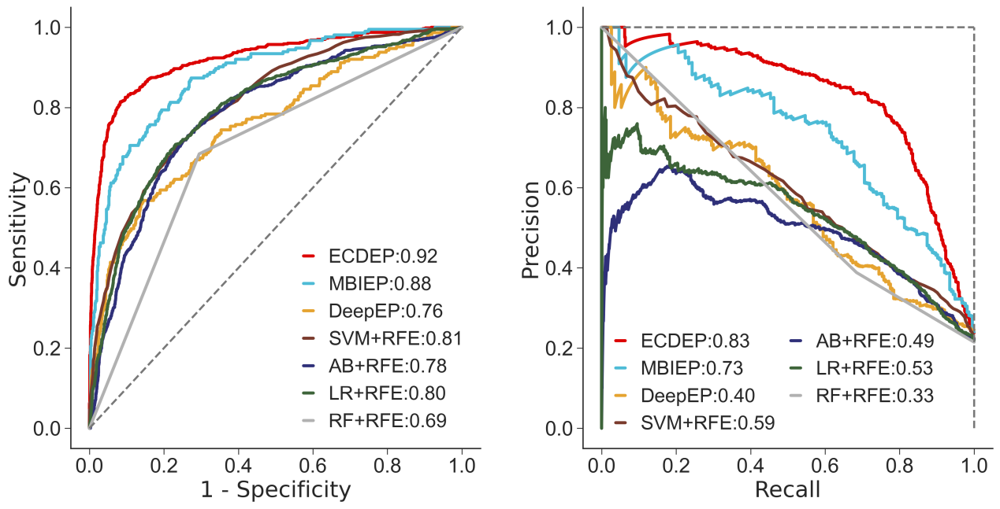 1.0
0.8
0.6
0.4
0.2
0.0
Sensitivity
ECDEP:0.92
MBIEP:0.88
DeepEP:0.76
SVM+RFE:0.81
AB+RFE:0.78
LR+RFE:0.80
RF+RFE:0.69
0.0 0.2 0.4 0.6 0.8 1.0
1 - Specificity
1.0
0.8
0.6
0.4
0.2
0.0
Precision
ECDEP:0.83
MBIEP:0.73
DeepEP:0.40
SVM+RFE:0.59
AB+RFE:0.49
LR+RFE:0.53
RF+RFE:0.33
0.0 0.2 0.4 0.6 0.8 1.0
Recall